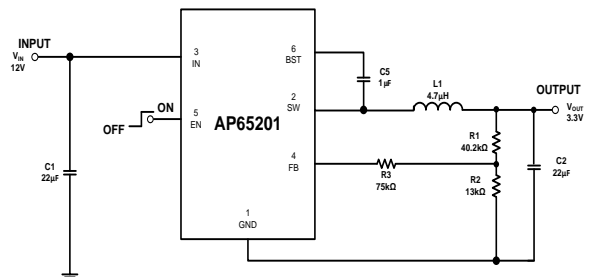 INPUT
VIN
12V
C1
22µF
OFF
ON
3
IN
5
EN
AP65201
6
BST
2
SW
4
FB
1
GND
C5
1µF
L1
4.7µH
R3
75kΩ
R1
40.2kΩ
R2
13kΩ
C2
22µF
OUTPUT
VOUT
3.3V